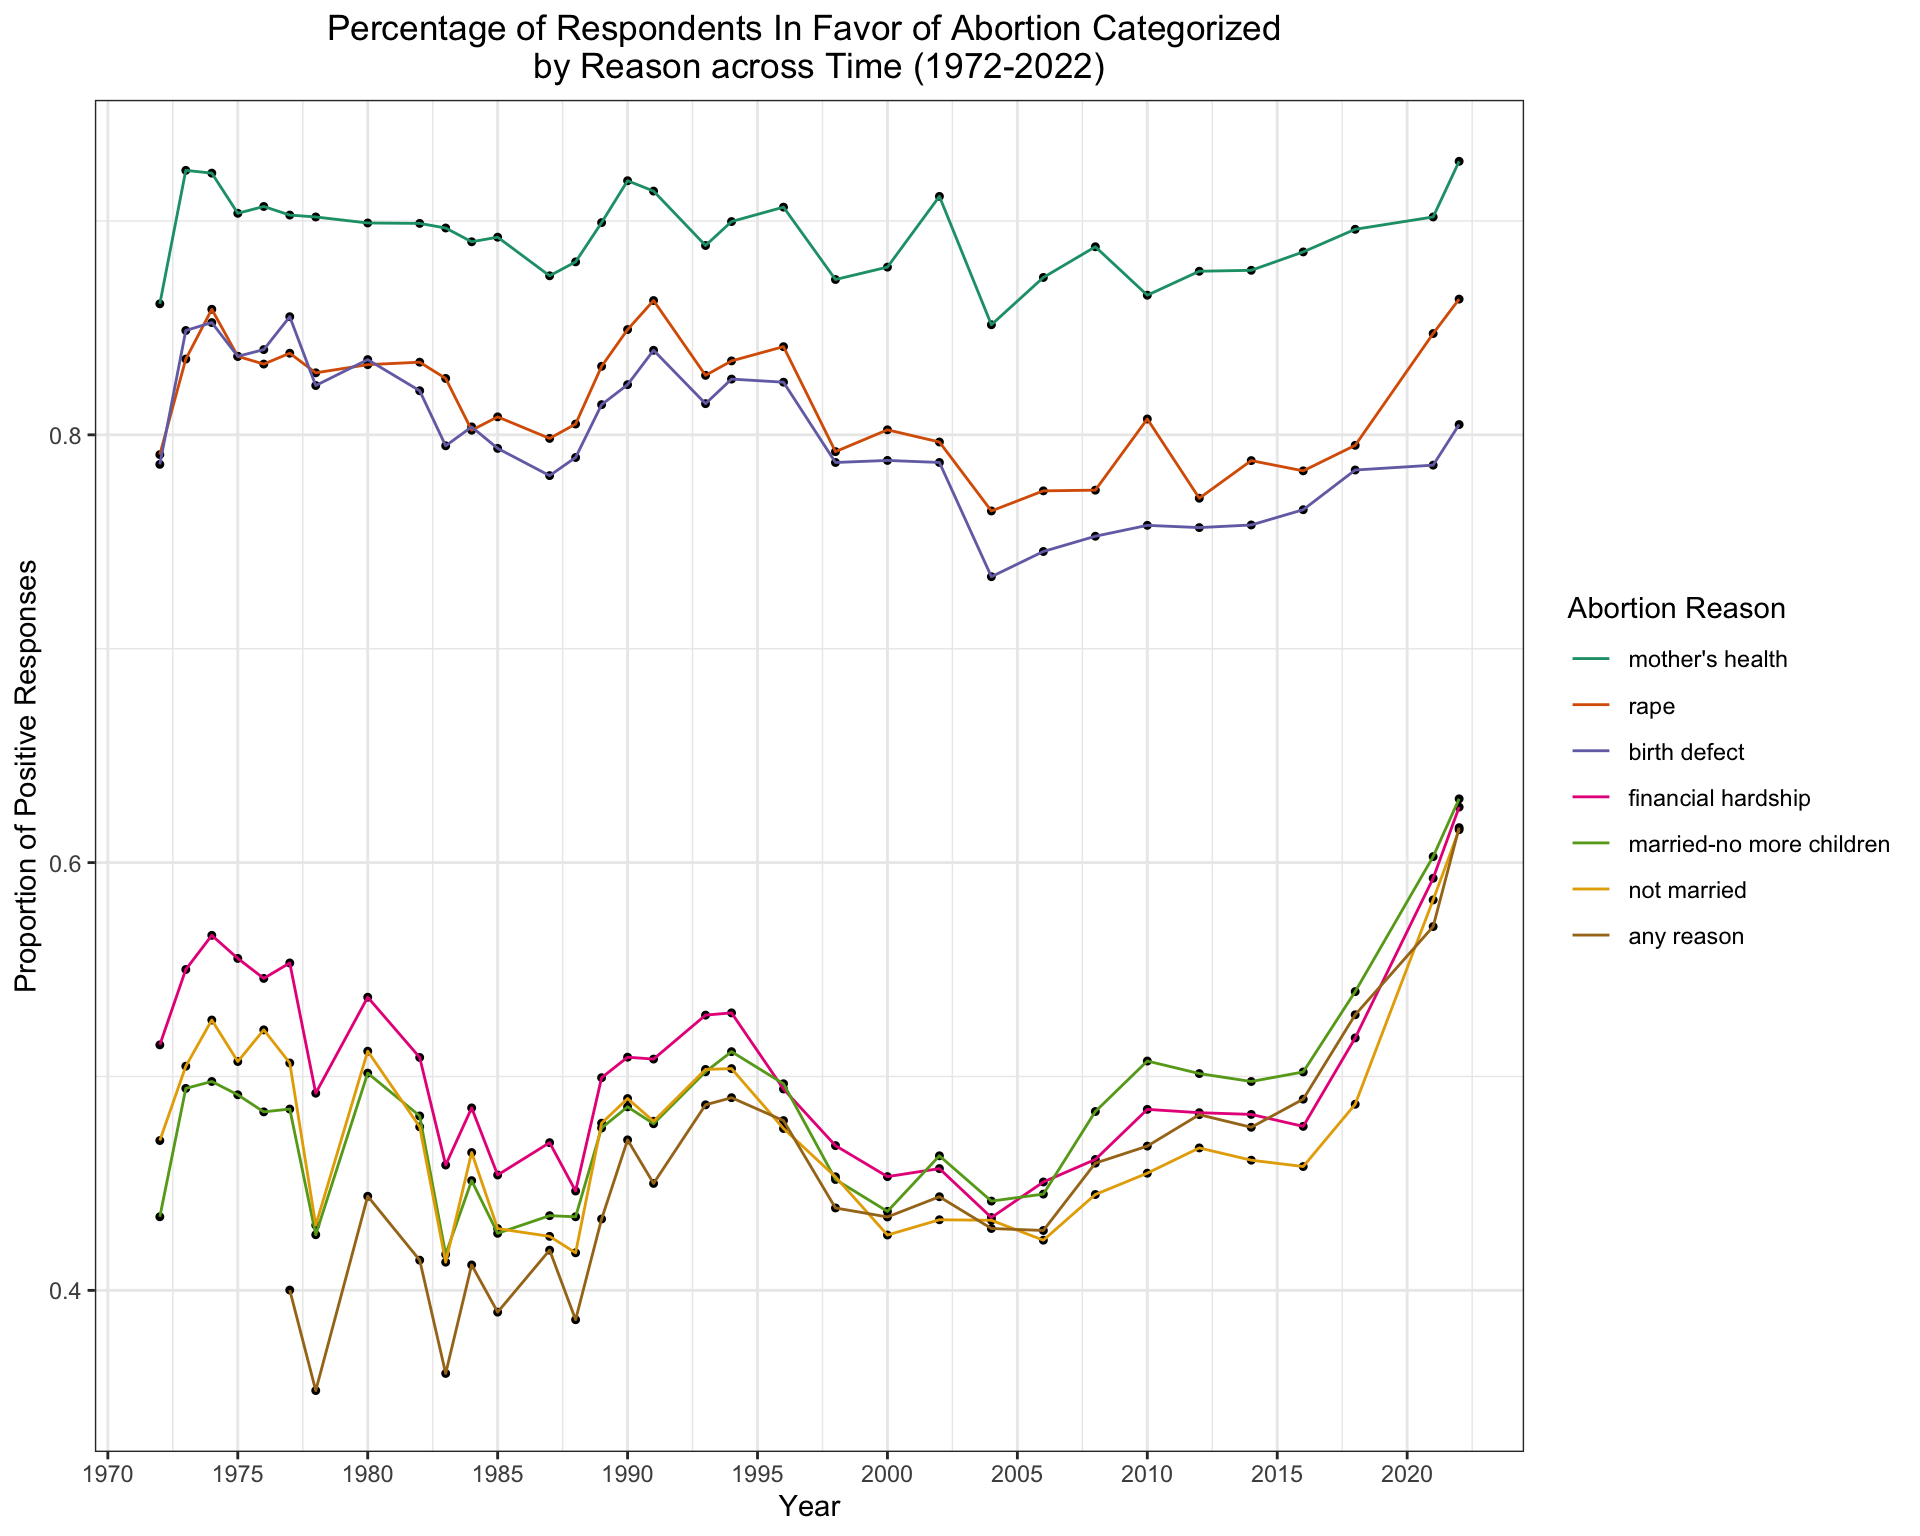 Percentage of Respondents In Favor of Abortion Categorized
by Reason across Time (1972-2022)
Proportion of Positive Responses
0.8
0.6
0.4
1970 1975 1980 1985 1990 1995 2000 2005 2010 2015 2020
Year
Abortion Reason
mother's health
rape
birth defect
financial hardship
married-no more children
not married
any reason